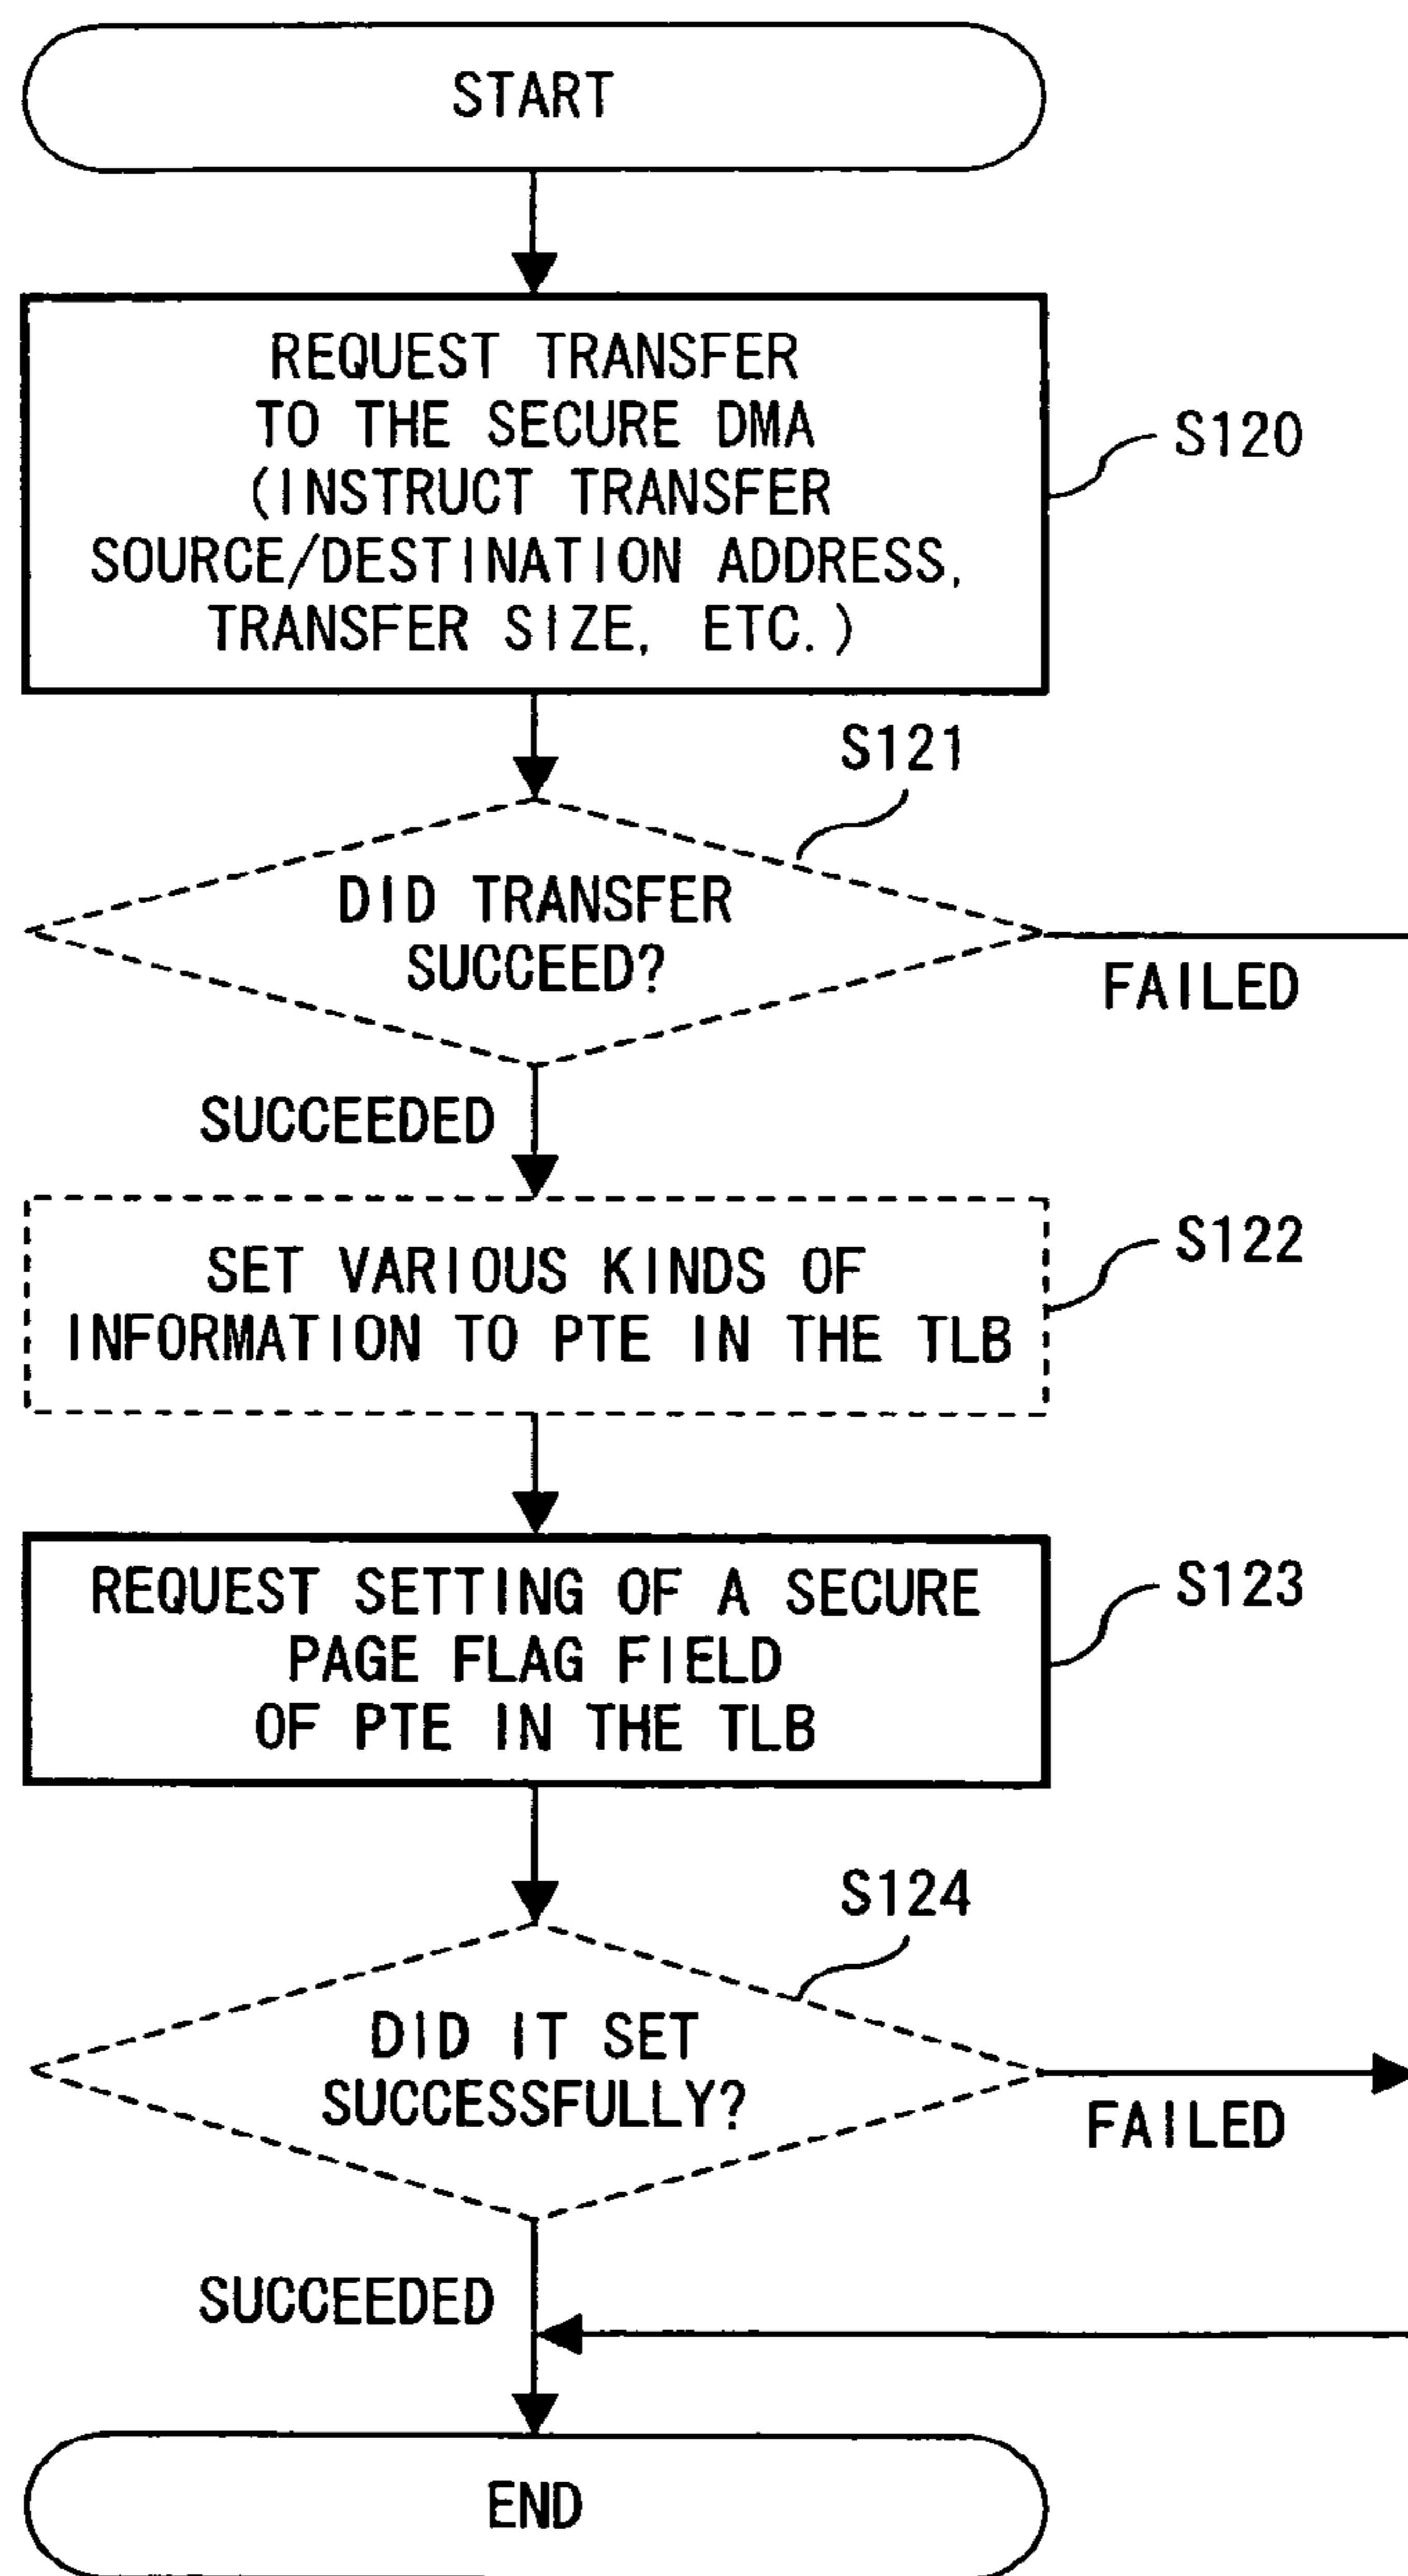 START
REQUEST TRANSFER
TO THE SECURE DMA
(INSTRUCT TRANSFER
SOURCE/DESTINATION ADDRESS,
TRANSFER SIZE, ETC.)
S120
S121
DID TRANSFER
SUCCEED?
FAILED
SUCCEEDED
SET VARIOUS KINDS OF
INFORMATION TO PTE IN THE TLB
S122
REQUEST SETTING OF A SECURE
PAGE FLAG FIELD
OF PTE IN THE TLB
S123
S124
DID IT SET
SUCCESSFULLY?
FAILED
SUCCEEDED
END